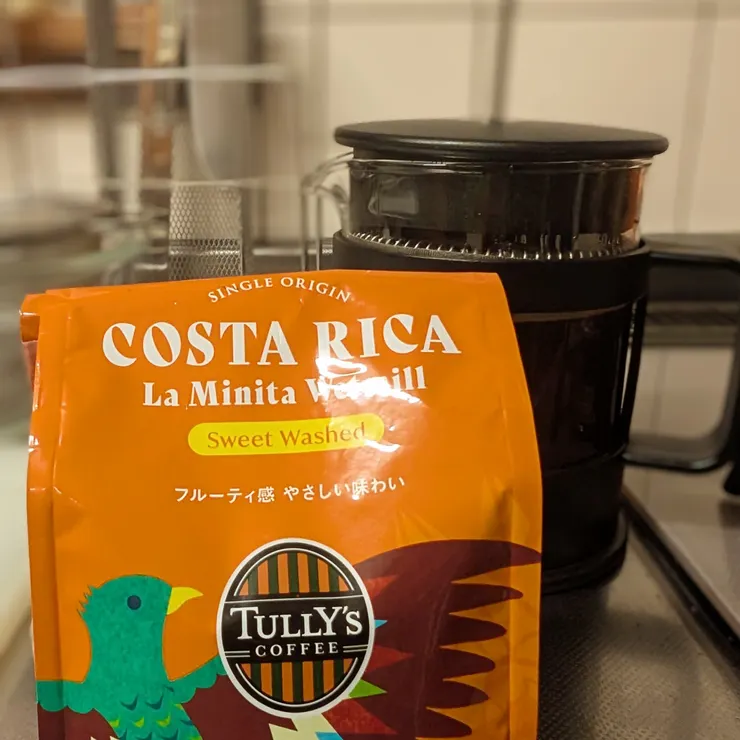 SINGLE ORIGIN
COSTA RICA
La Minita Wetmill
Sweet Washed
フルーティ感 やさしい味わい
TULLY'S
COFFEE